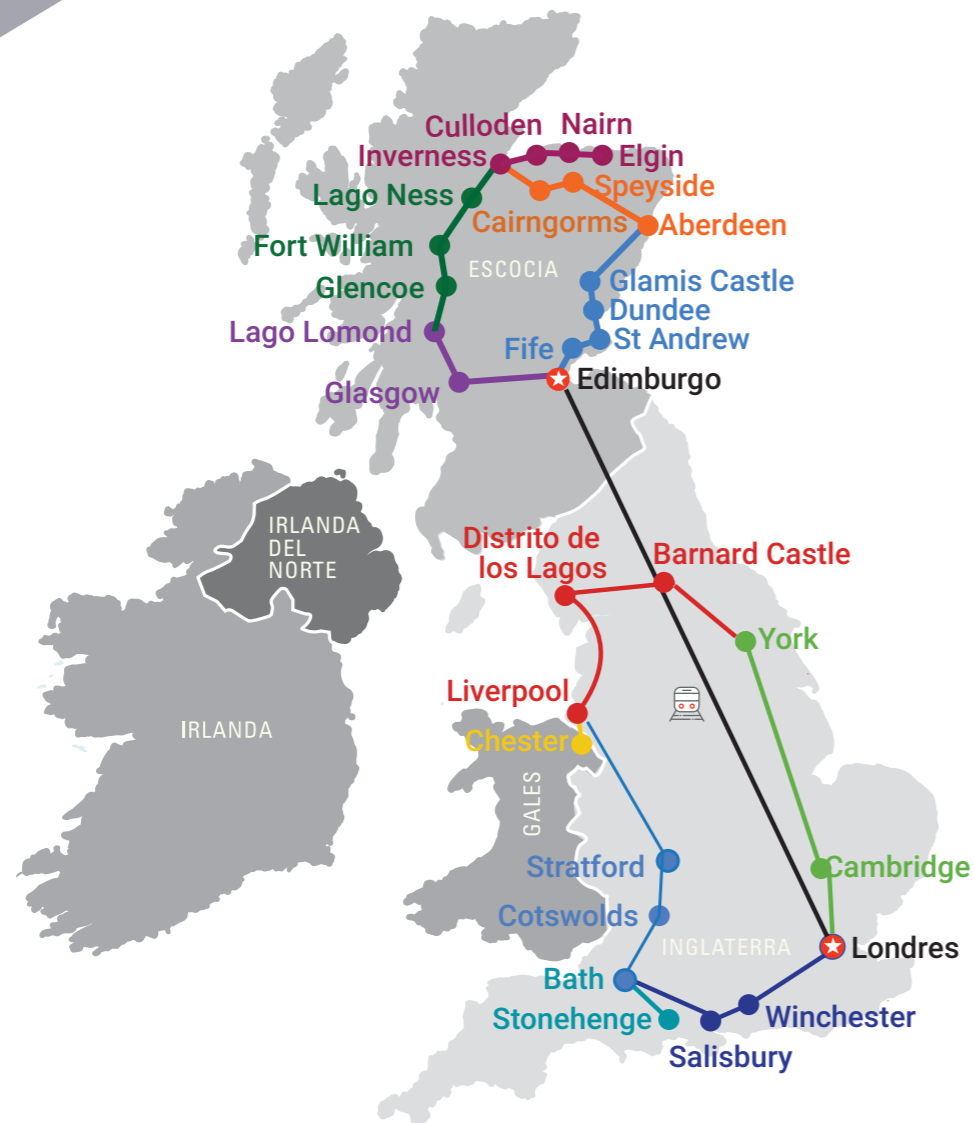 Culloden
Nairn
Inverness
Elgin
Lago Ness
Speyside
Cairngorms
Aberdeen
Fort William
ESCOCIA
Glencoe
Glamis Castle
Dundee
Lago Lomond
Fife
St Andrew
Glasgow
Edimburgo
IRLANDA
DEL
NORTE
Distrito de
los Lagos
Barnard Castle
York
Liverpool
IRLANDA
Chester
GALES
Stratford
Cambridge
Cotswolds
INGLATERRA
Londres
Bath
Stonehenge
Winchester
Salisbury